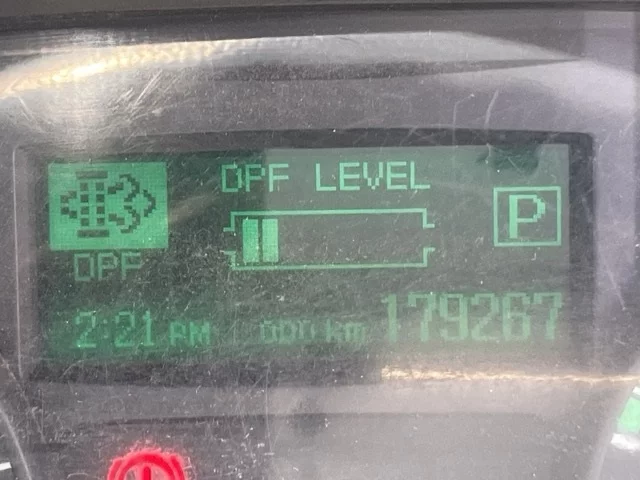 DPF LEVEL
P
DPF
2:21 PM ODO km 179267